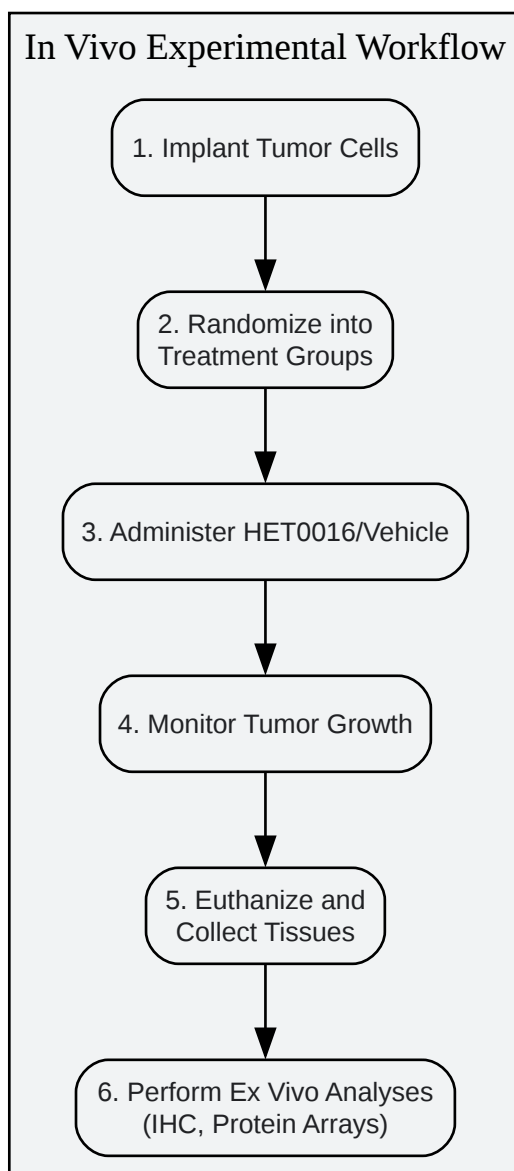 In Vivo Experimental Workflow
1. Implant Tumor Cells
2. Randomize into
Treatment Groups
3. Administer HET0016/Vehicle
4. Monitor Tumor Growth
5. Euthanize and
Collect Tissues
6. Perform Ex Vivo Analyses
(IHC, Protein Arrays)